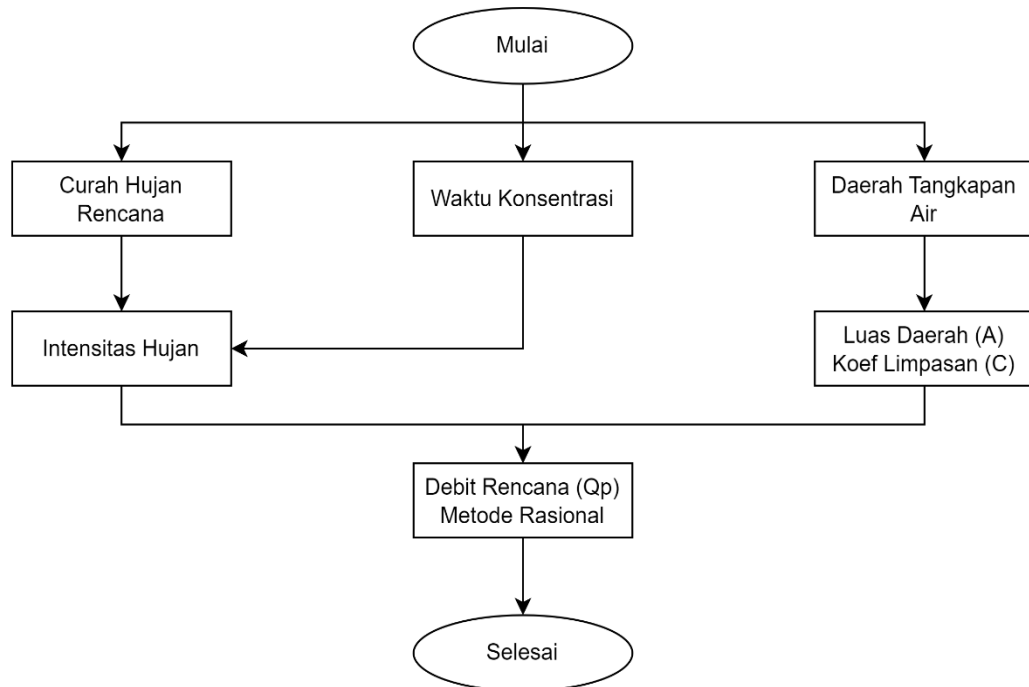 Mulai
Curah Hujan
Rencana
Waktu Konsentrasi
Daerah Tangkapan
Air
Intensitas Hujan
Luas Daerah (A)
Koef Limpasan (C)
Debit Rencana (Qp)
Metode Rasional
Selesai